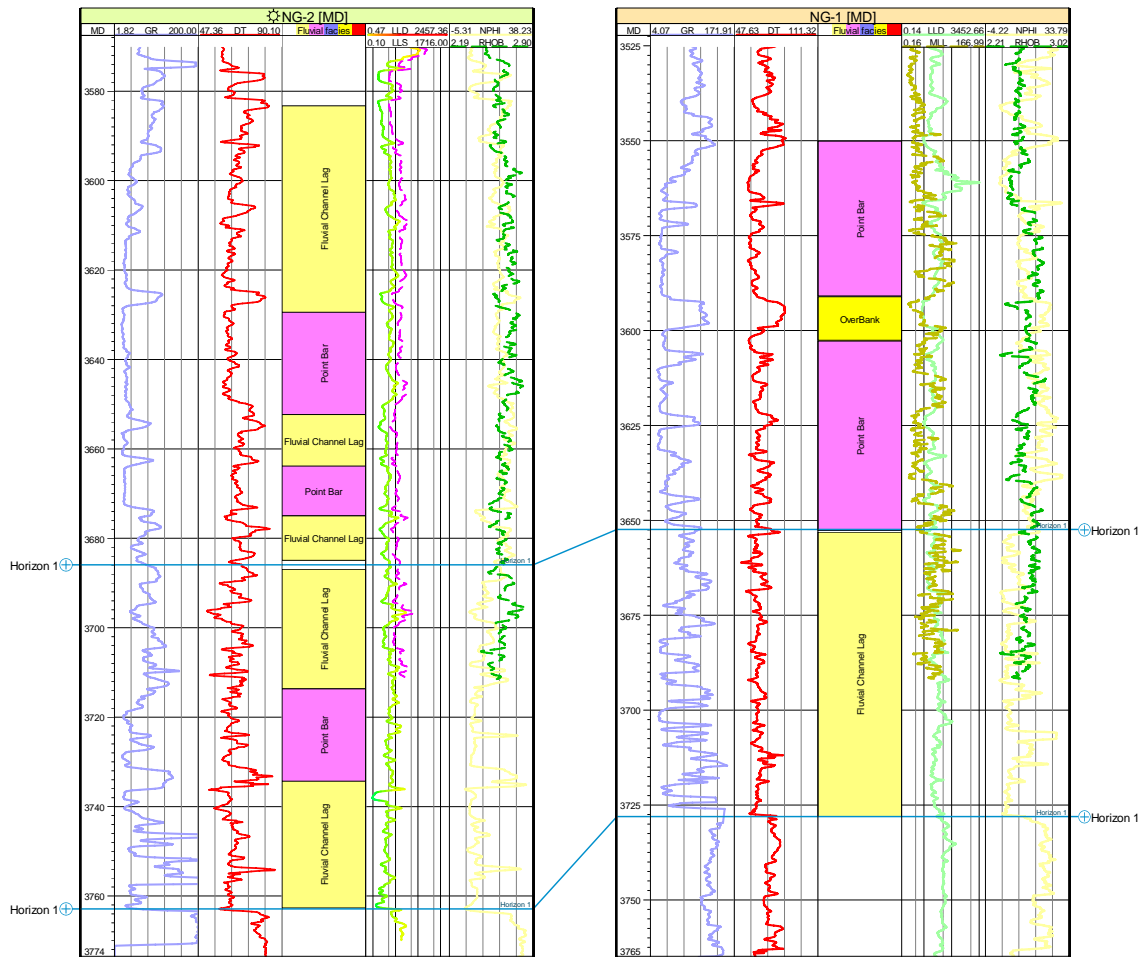 NG-2 [MD]
MD 1.82 GR 200.00 47.36 DT 90.10 Fluvial facies 0.47 LLD 2457.36 -5.31 NPHI 38.23
0.10 LLS 1716.00 2.19 RHOB 2.90
3580
3600
3620
3640
3660
3680
3700
3720
3740
3760
3774
Fluvial Channel Lag
Point Bar
Fluvial Channel Lag
Point Bar
Fluvial Channel Lag
Fluvial Channel Lag
Point Bar
Fluvial Channel Lag
Horizon 1
Horizon 1
Horizon 1
Horizon 1
NG-1 [MD]
MD 4.07 GR 171.91 47.63 DT 111.32 Fluvial facies 0.14 LLD 3452.66 -4.22 NPHI 33.79
0.16 MLL 166.99 2.21 RHOB 3.02
3525
3550
3575
3600
3625
3650
3675
3700
3725
3750
3765
Point Bar
OverBank
Point Bar
Fluvial Channel Lag
Horizon 1
Horizon 1
Horizon 1
Horizon 1